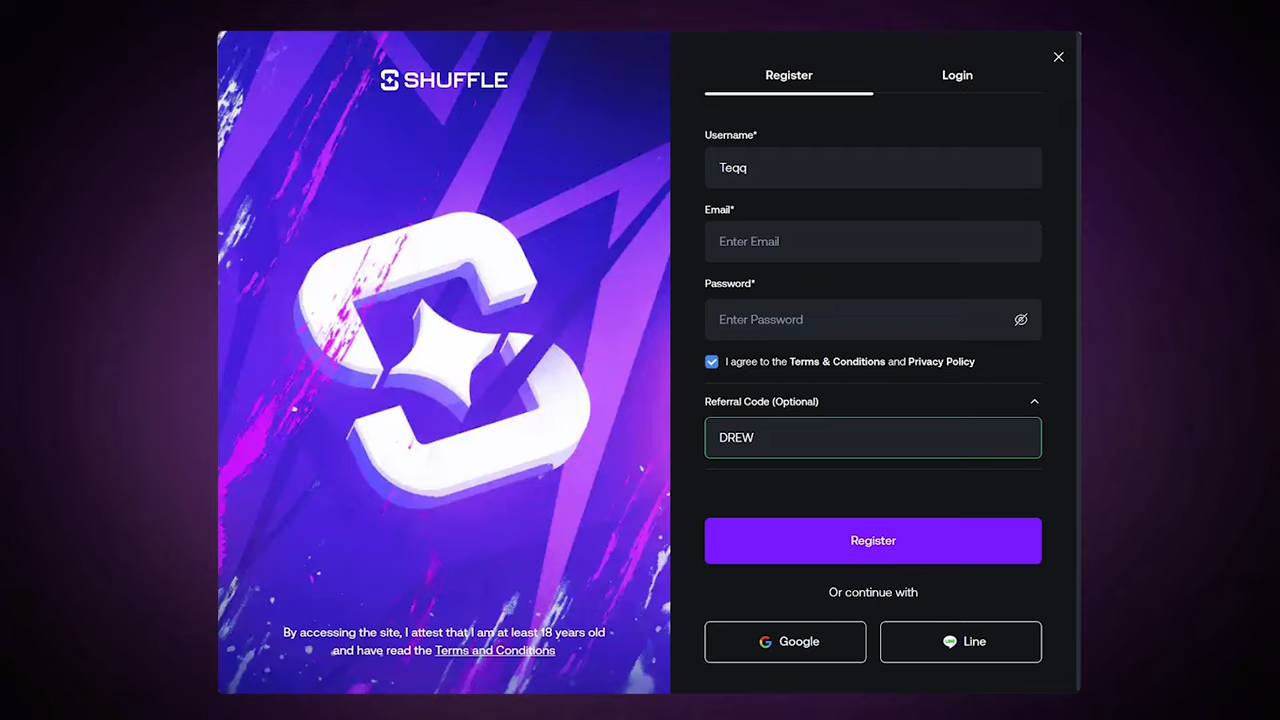 SHUFFLE
By accessing the site, I attest that I am at least 18 years old
and have read the Terms and Conditions
Register
Login
Username*
Teqq
Email*
Enter Email
Password*
Enter Password
I agree to the Terms & Conditions and Privacy Policy
Referral Code (Optional)
DREW
Register
Or continue with
Google
LINE Line